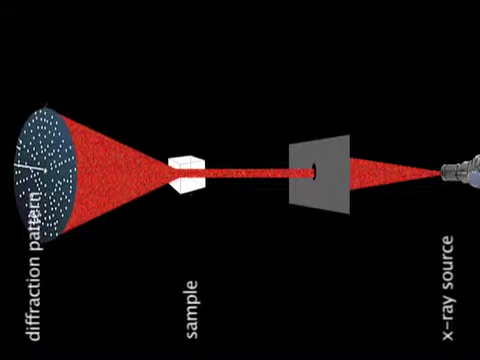 x-ray source
sample
diffraction pattern